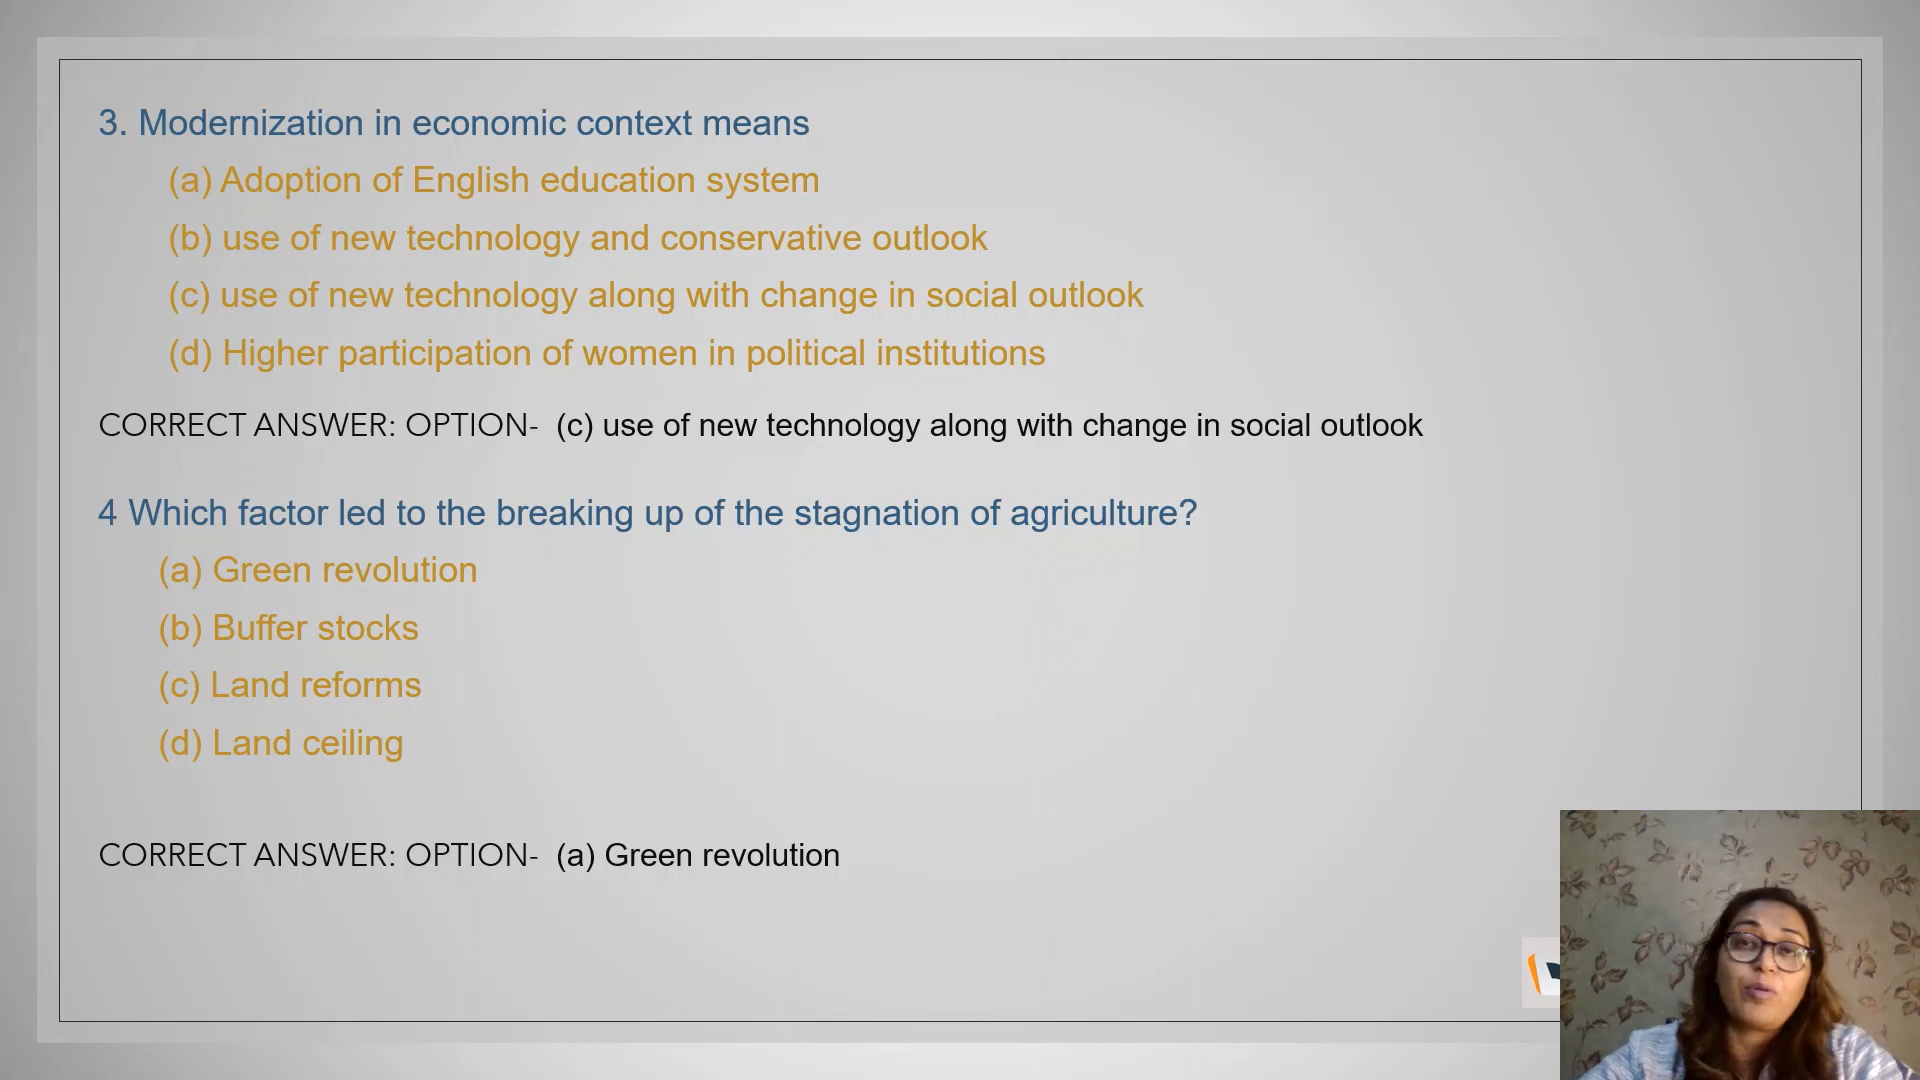 3. Modernization in economic context means
(a) Adoption of English education system
(b) use of new technology and conservative outlook
(c) use of new technology along with change in social outlook
(d) Higher participation of women in political institutions
CORRECT ANSWER: OPTION- (c) use of new technology along with change in social outlook
4 Which factor led to the breaking up of the stagnation of agriculture?
(a) Green revolution
(b) Buffer stocks
(c) Land reforms
(d) Land ceiling
CORRECT ANSWER: OPTION- (a) Green revolution